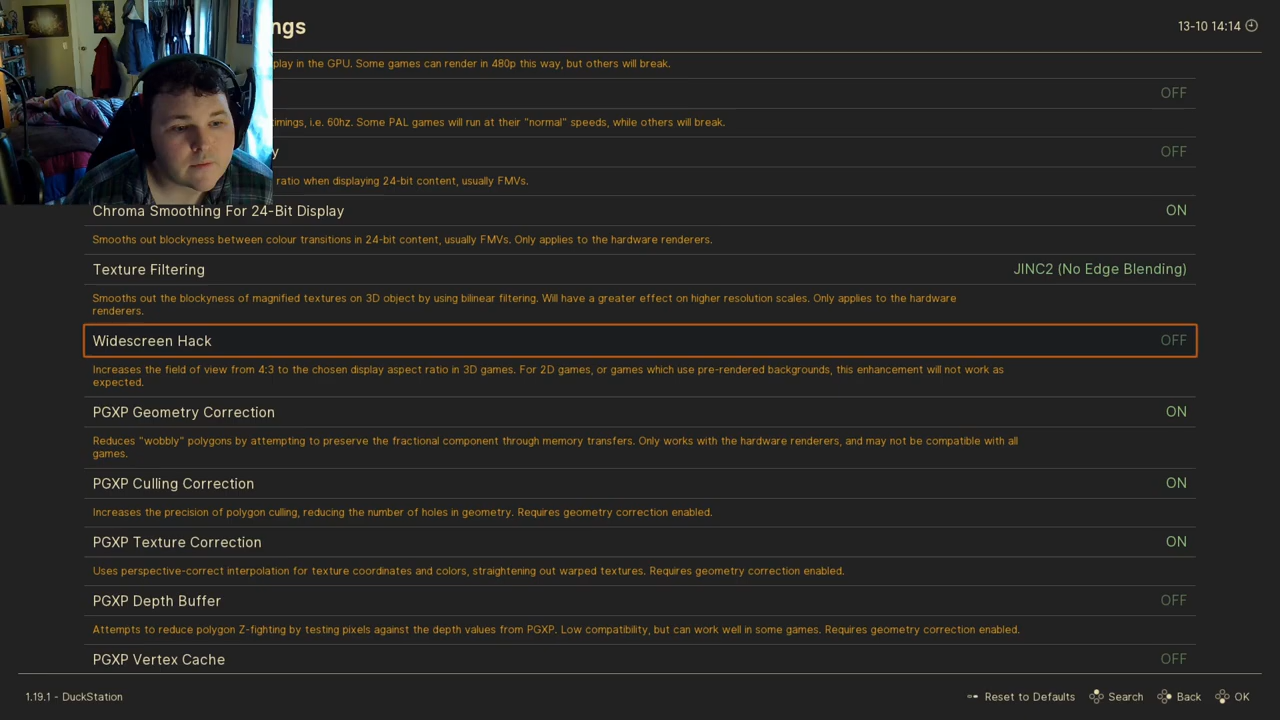 ngs
13-10 14:14
play in the GPU. Some games can render in 480p this way, but others will break.
OFF
timings, i.e. 60hz. Some PAL games will run at their "normal" speeds, while others will break.
y OFF
ratio when displaying 24-bit content, usually FMVs.
Chroma Smoothing For 24-Bit Display ON
Smooths out blockyness between colour transitions in 24-bit content, usually FMVs. Only applies to the hardware renderers.
Texture Filtering JINC2 (No Edge Blending)
Smooths out the blockyness of magnified textures on 3D object by using bilinear filtering. Will have a greater effect on higher resolution scales. Only applies to the hardware
renderers.
Widescreen Hack OFF
Increases the field of view from 4:3 to the chosen display aspect ratio in 3D games. For 2D games, or games which use pre-rendered backgrounds, this enhancement will not work as
expected.
PGXP Geometry Correction ON
Reduces "wobbly" polygons by attempting to preserve the fractional component through memory transfers. Only works with the hardware renderers, and may not be compatible with all
games.
PGXP Culling Correction ON
Increases the precision of polygon culling, reducing the number of holes in geometry. Requires geometry correction enabled.
PGXP Texture Correction ON
Uses perspective-correct interpolation for texture coordinates and colors, straightening out warped textures. Requires geometry correction enabled.
PGXP Depth Buffer OFF
Attempts to reduce polygon Z-fighting by testing pixels against the depth values from PGXP. Low compatibility, but can work well in some games. Requires geometry correction enabled.
PGXP Vertex Cache OFF
1.19.1 - DuckStation Reset to Defaults Search Back OK